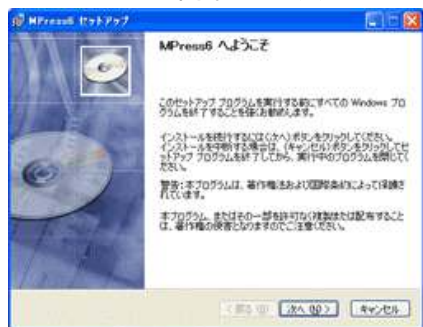 MPress6 セットアップ
MPress6 へようこそ
このセットアップ プログラムを実行する前にすべての Windows プロ
グラムを終了することを強くお勧めします。
インストールを続行するには〈次へ〉ボタンをクリックしてください。
インストールを中断する場合は、〈キャンセル〉ボタンをクリックしてセ
ットアップ プログラムを終了してから、実行中のプログラムを閉じてく
ださい。
警告:本プログラムは、著作権法および国際条約によって保護さ
れています。
本プログラム、またはその一部を許可なく複製または配布すること
は、著作権の侵害となりますのでご注意ください。
< 戻る(B)
次へ(N) >
キャンセル